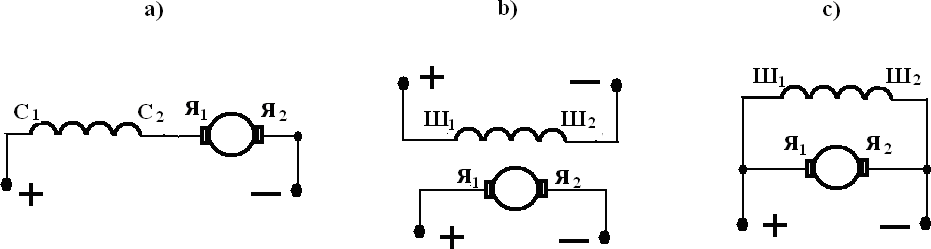 a) b) c)
+ –
Ш₁ Ш₂
Ш₁ Ш₂
С₁ С₂ Я₁ Я₂
Я₁ Я₂
Я₁ Я₂
+ –
+ –
+ –